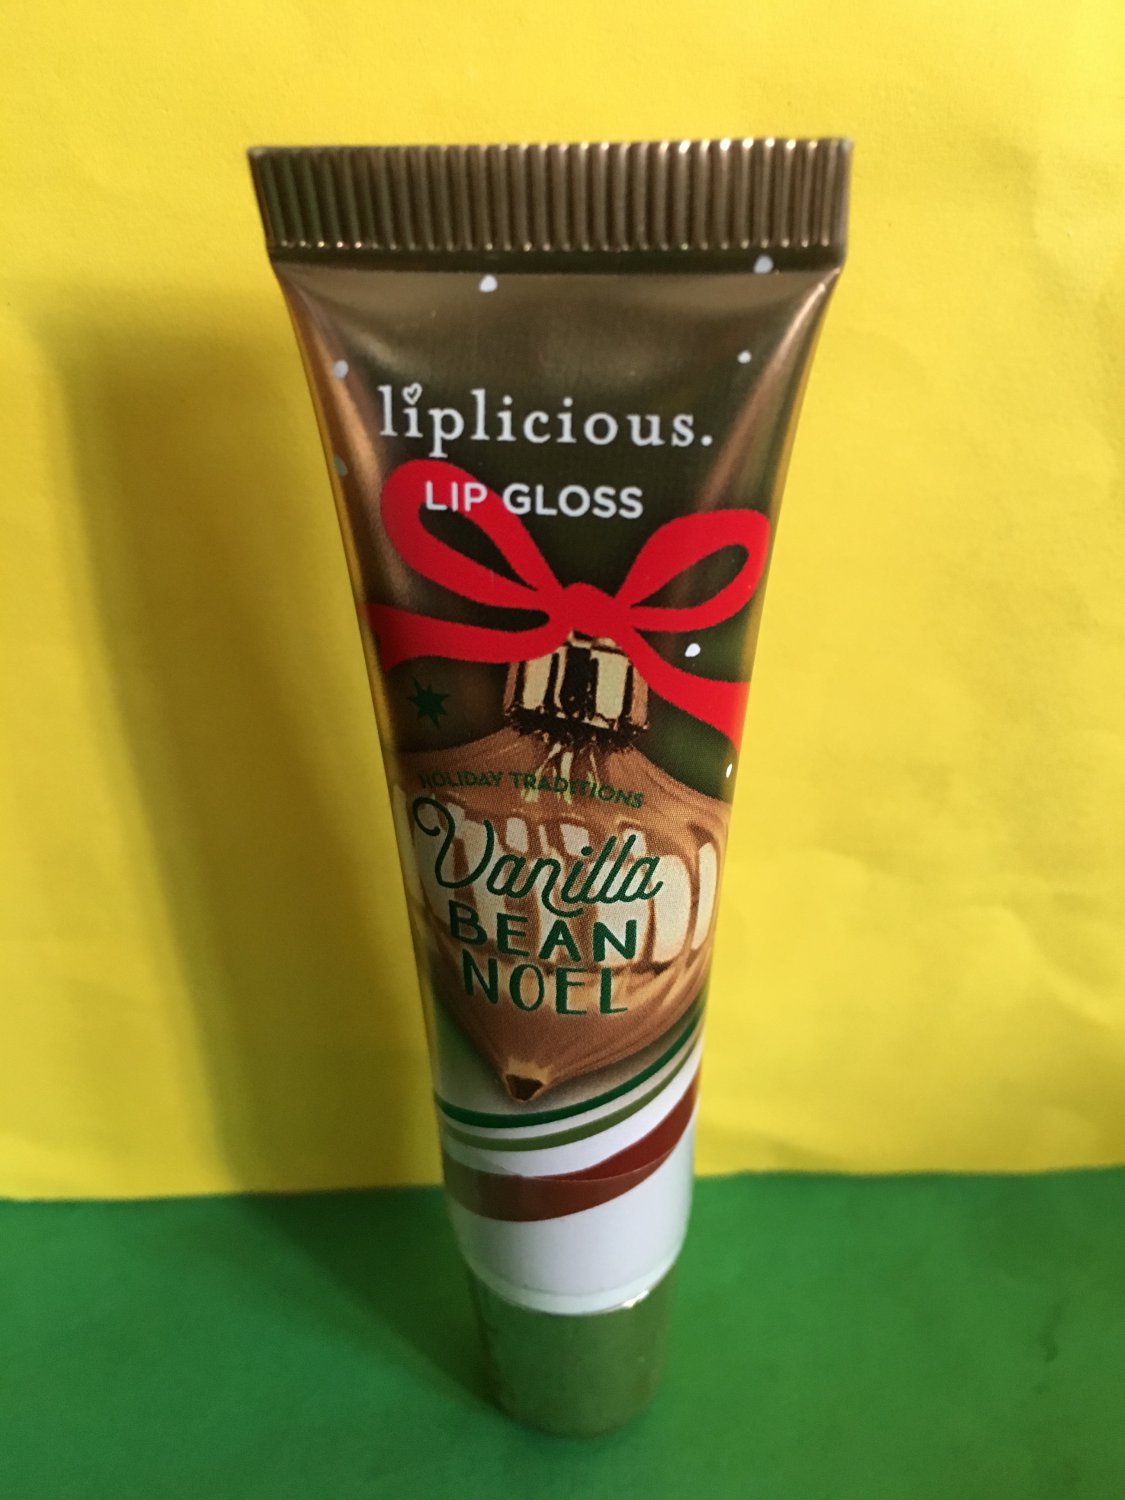 liplicious.
LIP GLOSS
HOLIDAY TRADITIONS
Vanilla
BEAN
NOEL